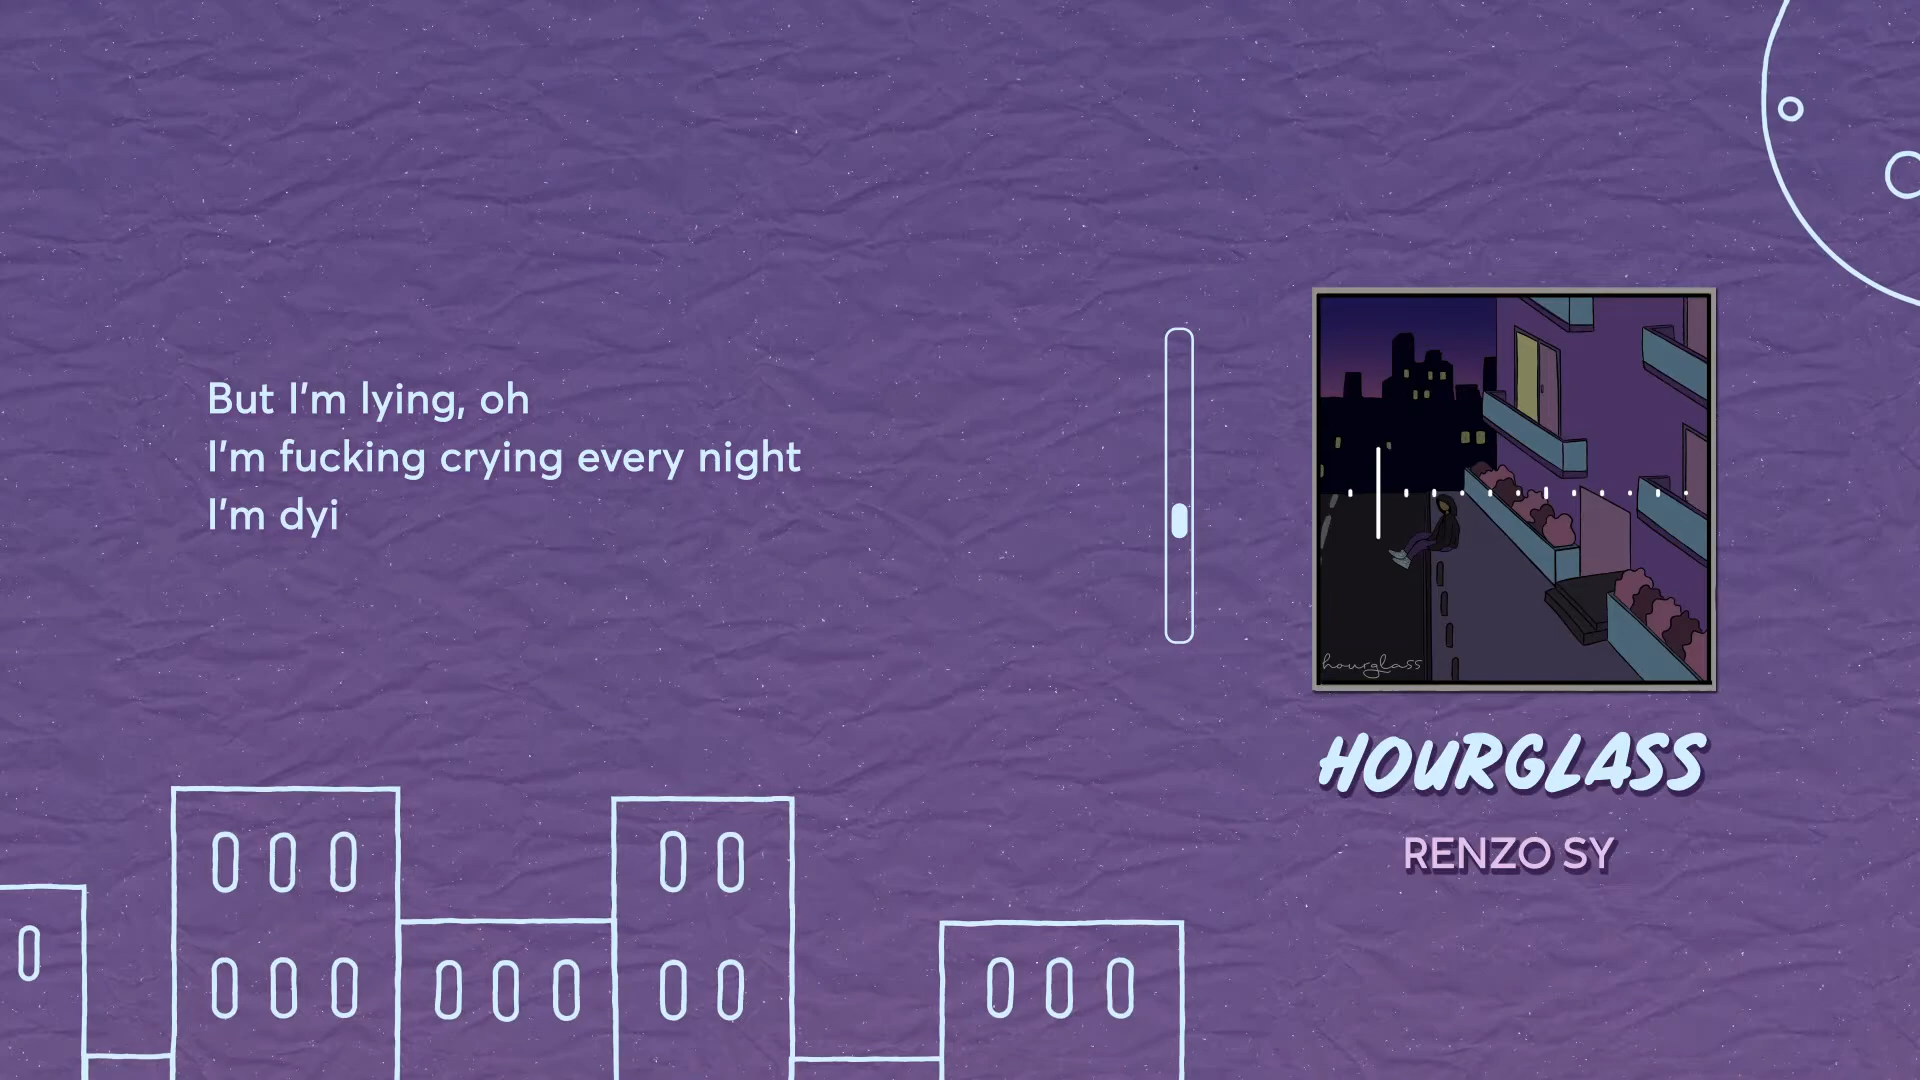 But I'm lying, oh
I'm fucking crying every night
I'm dyi
hourglass
HOURGLASS
RENZO SY